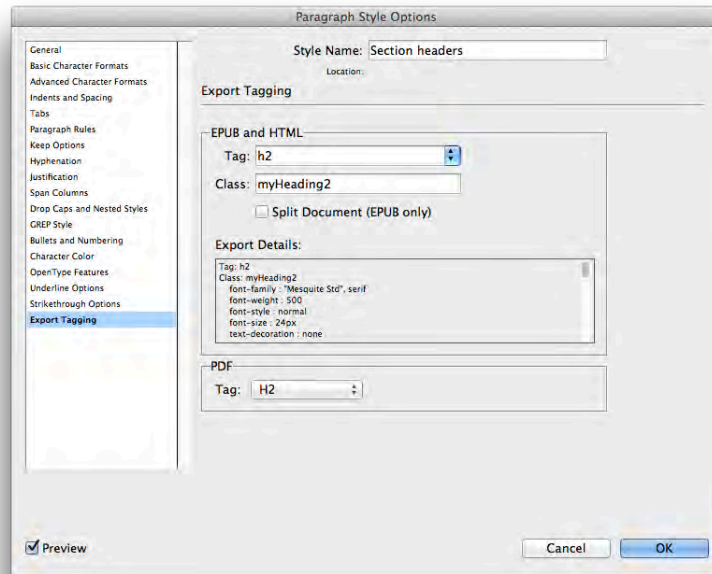 Paragraph Style Options
General
Basic Character Formats
Advanced Character Formats
Indents and Spacing
Tabs
Paragraph Rules
Keep Options
Hyphenation
Justification
Span Columns
Drop Caps and Nested Styles
GREP Style
Bullets and Numbering
Character Color
OpenType Features
Underline Options
Strikethrough Options
Export Tagging
Style Name: Section headers
Location:
Export Tagging
EPUB and HTML
Tag: h2
Class: myHeading2
Split Document (EPUB only)
Export Details:
Tag: h2
Class: myHeading2
font-family : "Mesquite Std", serif
font-weight : 500
font-style : normal
font-size : 24px
text-decoration : none
PDF
Tag: H2
Preview
Cancel
OK